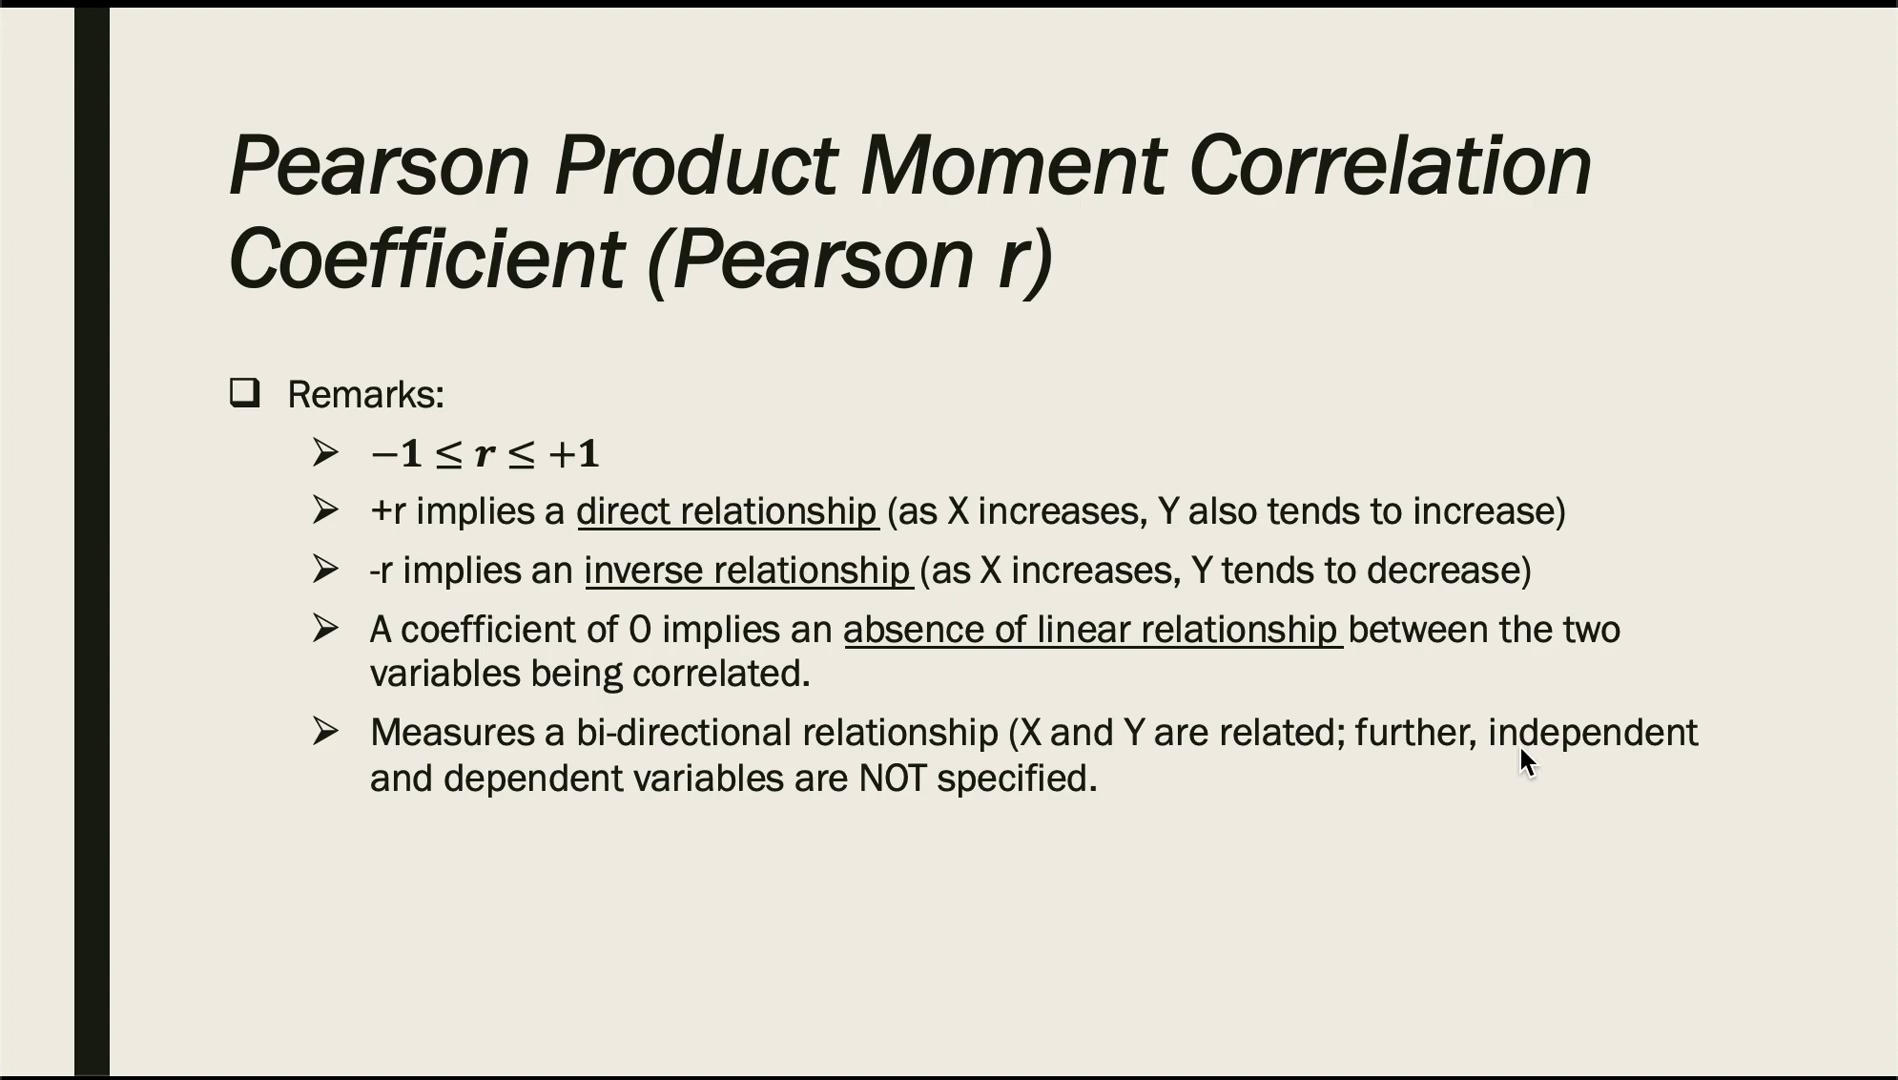 Pearson Product Moment Correlation
Coefficient (Pearson r)
❑ Remarks:
➢ −1 ≤ r ≤ +1
➢ +r implies a direct relationship (as X increases, Y also tends to increase)
➢ -r implies an inverse relationship (as X increases, Y tends to decrease)
➢ A coefficient of 0 implies an absence of linear relationship between the two
variables being correlated.
➢ Measures a bi-directional relationship (X and Y are related; further, independent
and dependent variables are NOT specified.